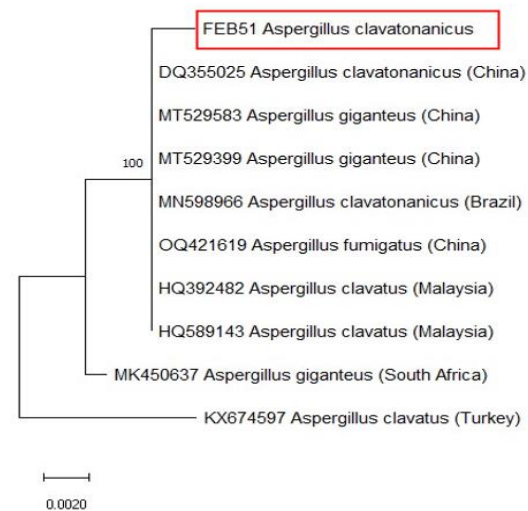 FEB51 Aspergillus clavatonanicus
DQ355025 Aspergillus clavatonanicus (China)
MT529583 Aspergillus giganteus (China)
MT529399 Aspergillus giganteus (China)
100
MN598966 Aspergillus clavatonanicus (Brazil)
OQ421619 Aspergillus fumigatus (China)
HQ392482 Aspergillus clavatus (Malaysia)
HQ589143 Aspergillus clavatus (Malaysia)
MK450637 Aspergillus giganteus (South Africa)
KX674597 Aspergillus clavatus (Turkey)
0.0020